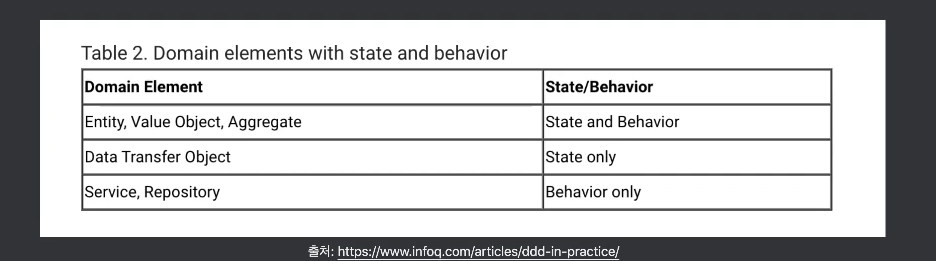 Table 2. Domain elements with state and behavior
Domain Element State/Behavior
Entity, Value Object, Aggregate State and Behavior
Data Transfer Object State only
Service, Repository Behavior only
출처: https://www.infoq.com/articles/ddd-in-practice/